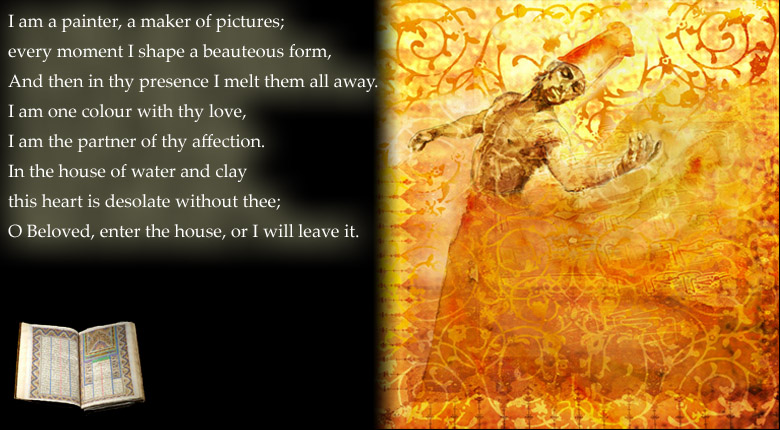 I am a painter, a maker of pictures;
every moment I shape a beauteous form,
And then in thy presence I melt them all away.
I am one colour with thy love,
I am the partner of thy affection.
In the house of water and clay
this heart is desolate without thee;
O Beloved, enter the house, or I will leave it.